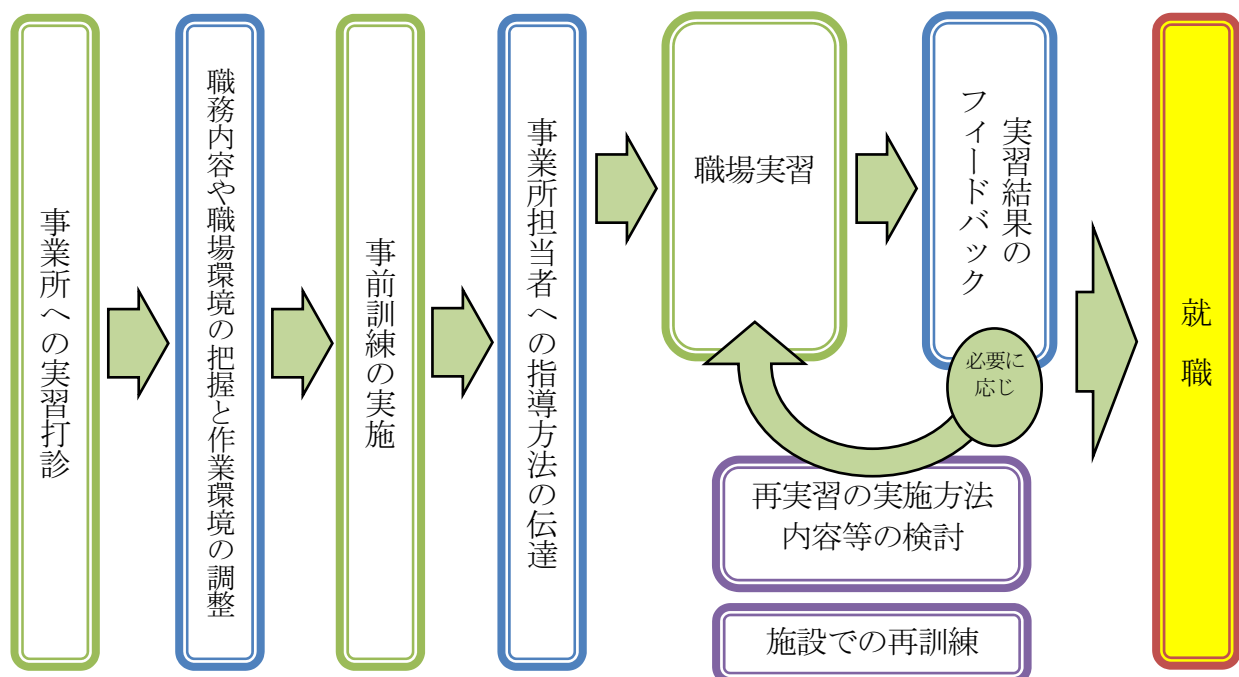 事業所への実習打診
職務内容や職場環境の把握と作業環境の調整
事前訓練の実施
事業所担当者への指導方法の伝達
職場実習
実習結果の
フィードバック
必要に
応じ
再実習の実施方法
内容等の検討
施設での再訓練
就職